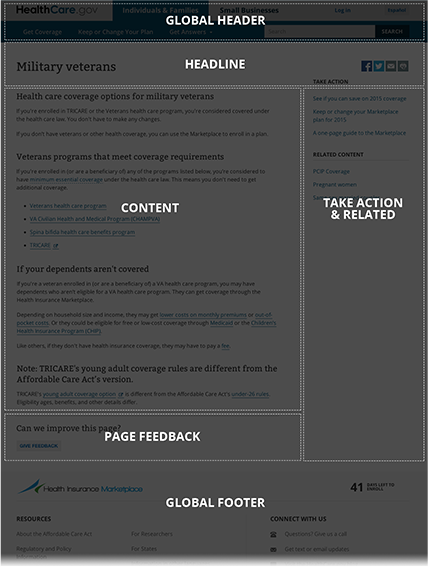 HealthCare.gov
Individuals & Families
Small Businesses
Log in
Español
GLOBAL HEADER
Get Coverage
Keep or Change Your Plan
Get Answers
Search
SEARCH
Military veterans
HEADLINE
Health care coverage options for military veterans
If you're enrolled in TRICARE or the Veterans health care program, you're considered covered
under the health care law. You don't have to make any changes.
If you don't have veterans or other health coverage, you can use the Marketplace to enroll in a plan.
Veterans programs that meet coverage requirements
If you're enrolled in (or are a beneficiary of) any of the programs listed below, you're considered to
have minimum essential coverage under the health care law. This means you don't need to get
additional coverage.
• Veterans health care program
• VA Civilian Health and Medical Program (CHAMPVA)
• Spina bifida health care benefits program
• TRICARE
CONTENT
If your dependents aren't covered
If you're a veteran enrolled in (or are a beneficiary of) a VA health care program, you may have
dependents who aren't eligible for a VA health care program. They can get coverage through the
Health Insurance Marketplace.
Depending on household size and income, they may get lower costs on monthly premiums or out-of-
pocket costs. Or they could be eligible for free or low-cost coverage through Medicaid or the Children's
Health Insurance Program (CHIP).
Like others, if they don't have health insurance coverage, they may have to pay a fee.
Note: TRICARE's young adult coverage rules are different from the
Affordable Care Act's version.
TRICARE's young adult coverage option is different from the Affordable Care Act's under-26 rules.
Eligibility ages, benefits, and other details differ.
TAKE ACTION
See if you can save on 2015 coverage
Keep or change your Marketplace
plan for 2015
A one-page guide to the Marketplace
RELATED CONTENT
PCIP Coverage
Pregnant women
TAKE ACTION
& RELATED
Can we improve this page?
PAGE FEEDBACK
GIVE FEEDBACK
Health Insurance Marketplace
41 DAYS LEFT TO
ENROLL
GLOBAL FOOTER
RESOURCES
About the Affordable Care Act
Regulatory and Policy
Information
For Researchers
For States
CONNECT WITH US
Questions? Give us a call
Get text or email updates